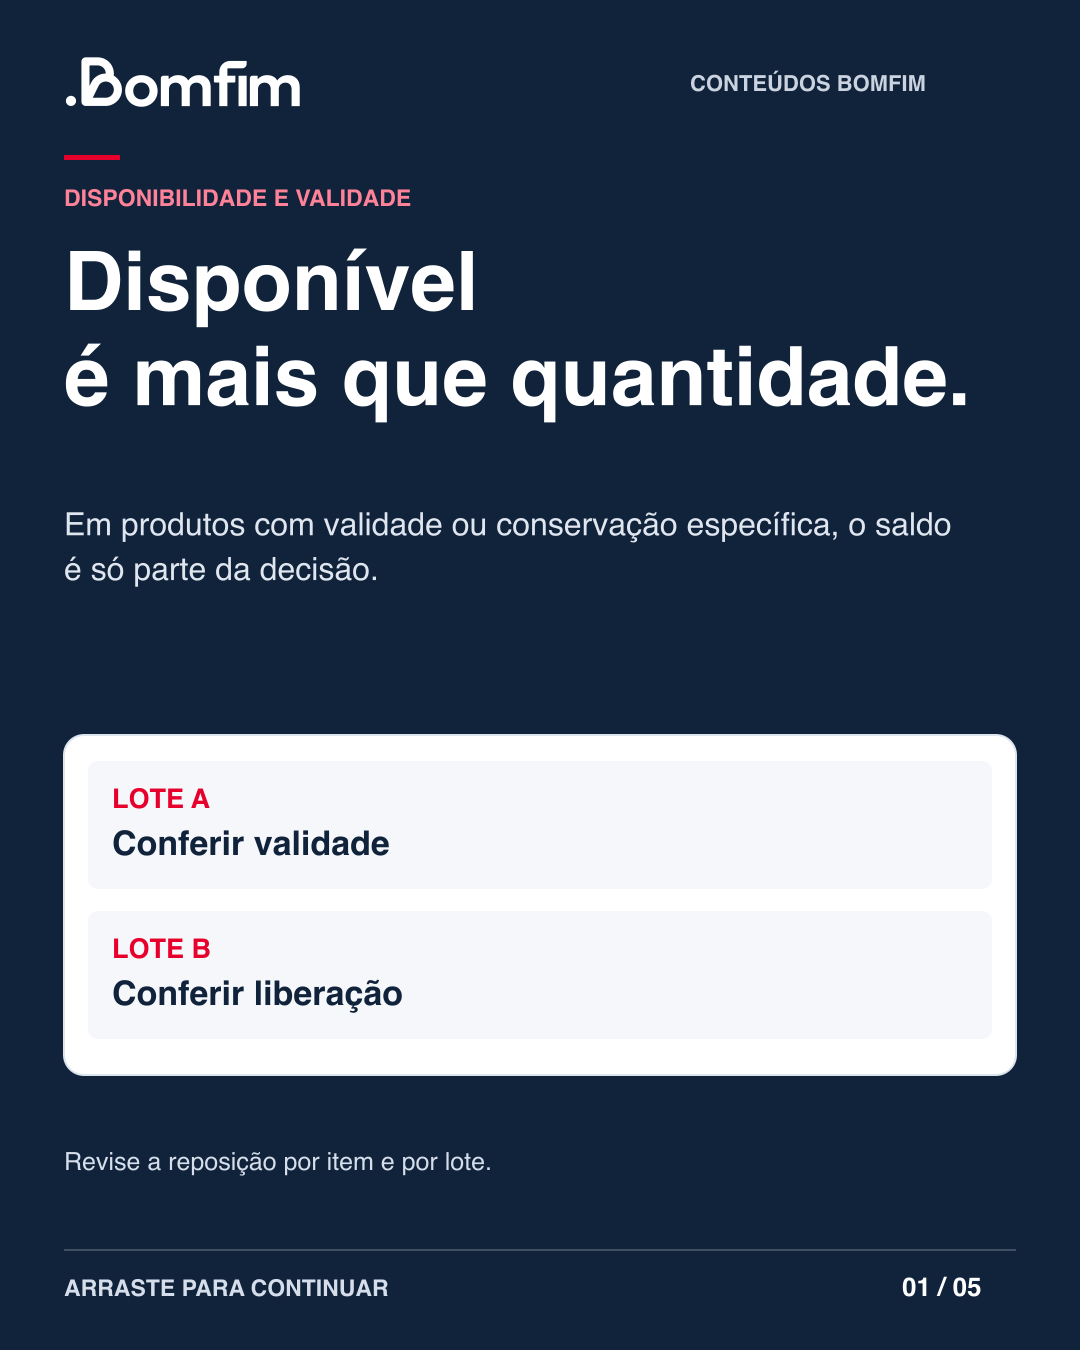 .Bomfim
CONTEÚDOS BOMFIM
DISPONIBILIDADE E VALIDADE
Disponível
é mais que quantidade.
Em produtos com validade ou conservação específica, o saldo
é só parte da decisão.
LOTE A
Conferir validade
LOTE B
Conferir liberação
Revise a reposição por item e por lote.
ARRASTE PARA CONTINUAR
01 / 05